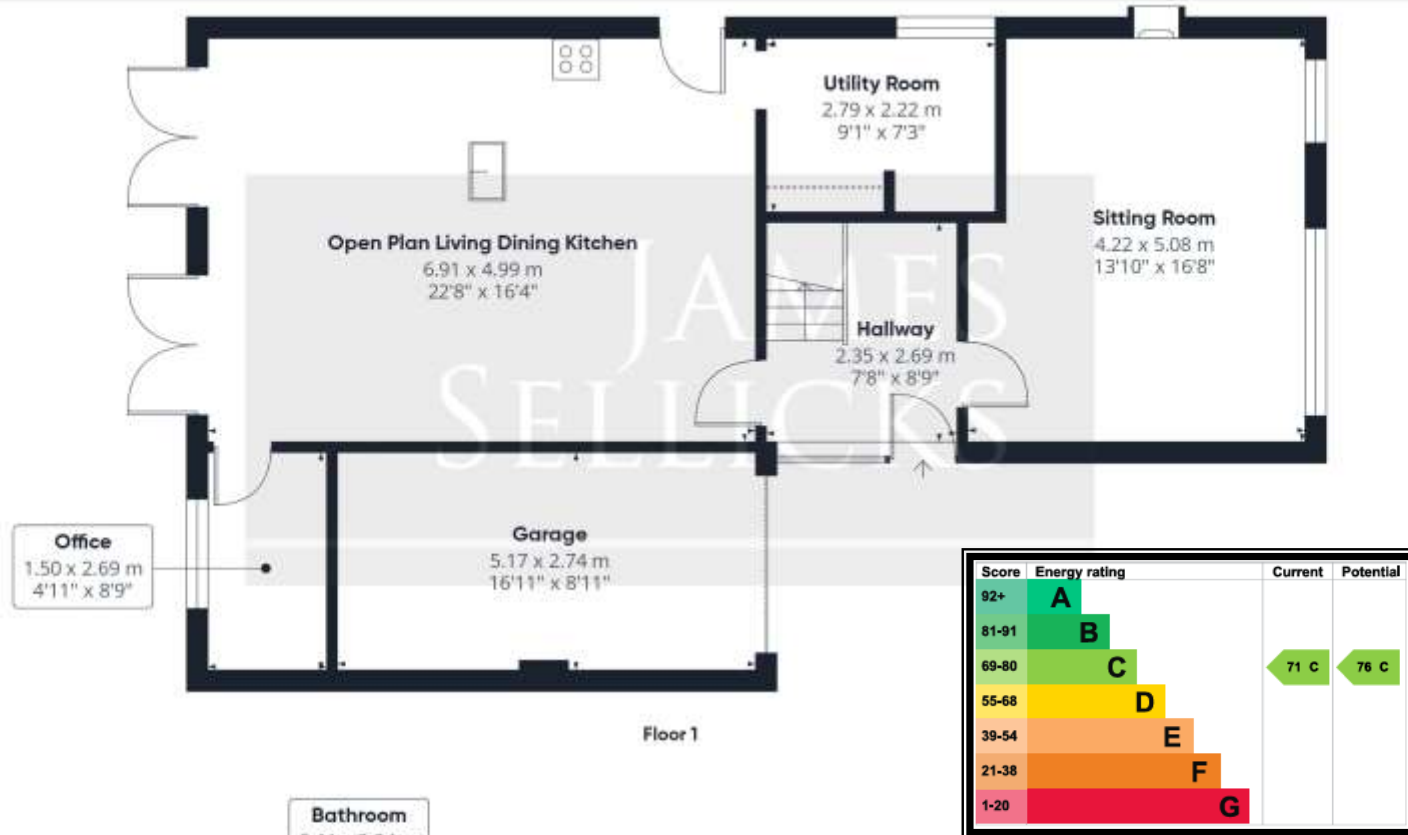 Utility Room
2.79 x 2.22 m
9'1" x 7'3"
Open Plan Living Dining Kitchen
6.91 x 4.99 m
22'8" x 16'4"
Sitting Room
4.22 x 5.08 m
13'10" x 16'8"
Hallway
2.35 x 2.69 m
7'8" x 8'9"
JAMES
SELLICKS
Office
1.50 x 2.69 m
4'11" x 8'9"
Garage
5.17 x 2.74 m
16'11" x 8'11"
Floor 1
Bathroom
Score Energy rating Current Potential
92+ A
81-91 B
69-80 C 71 C 76 C
55-68 D
39-54 E
21-38 F
1-20 G